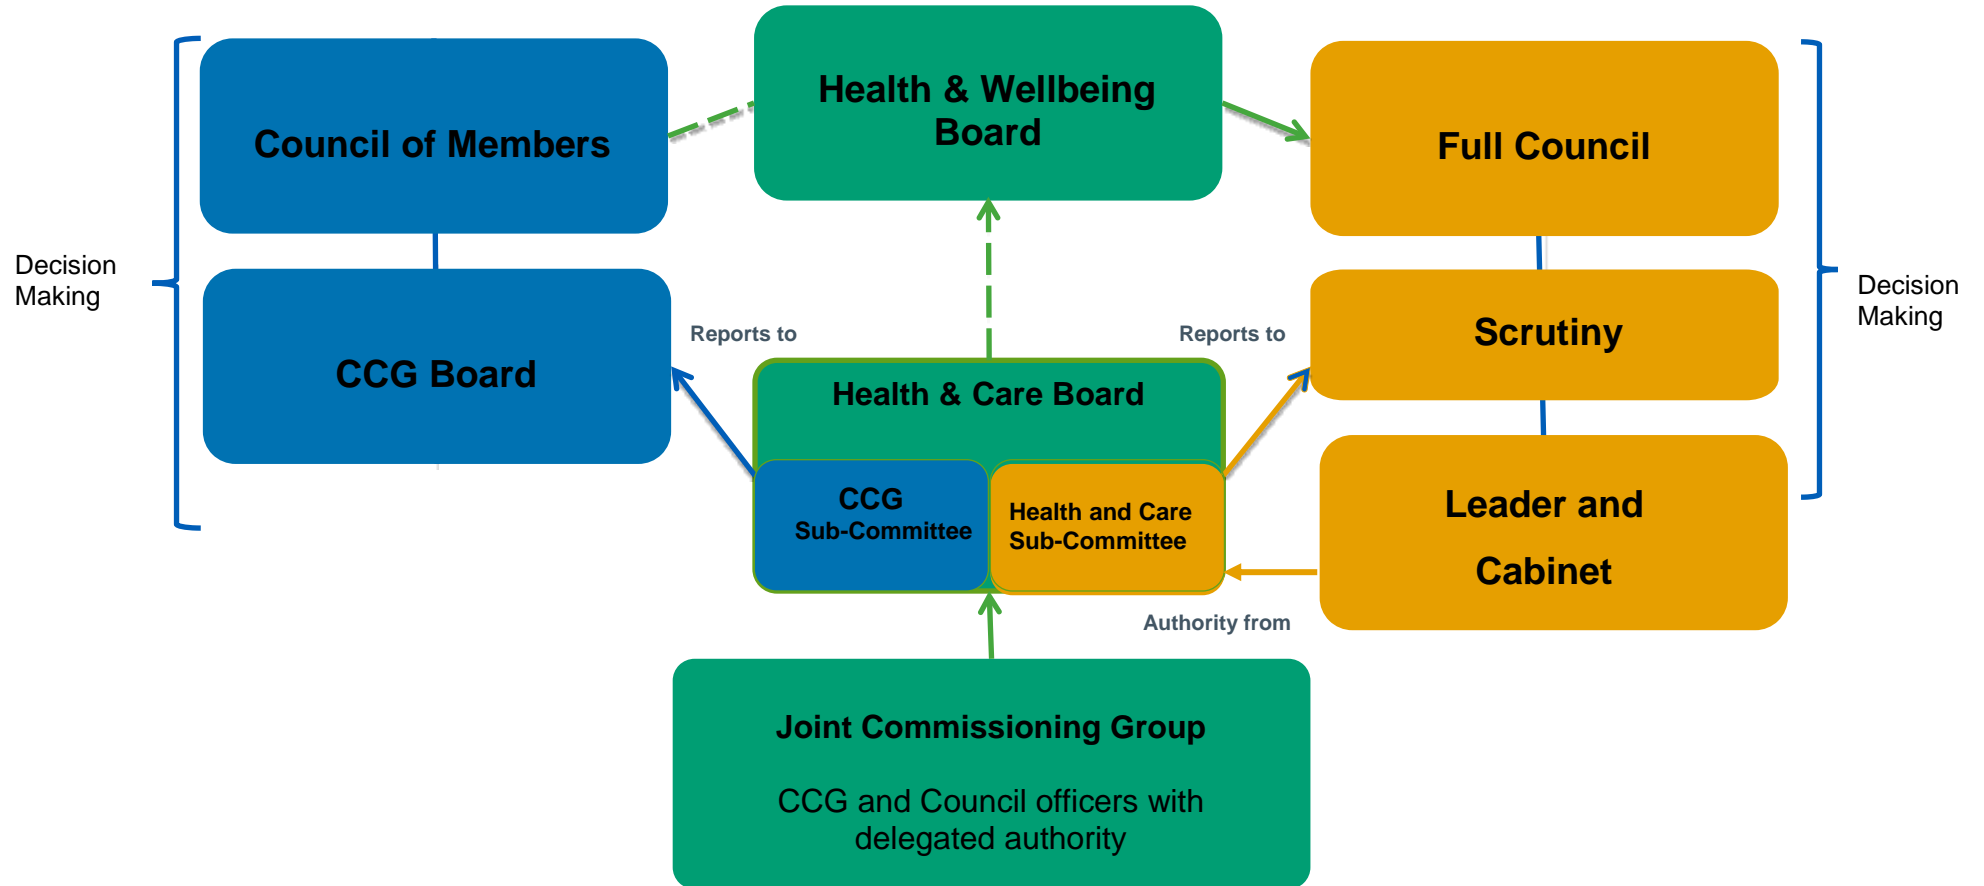 Health & Wellbeing
Board
Council of Members
Full Council
Decision
Making
Decision
Making
CCG Board
Reports to
Reports to
Scrutiny
Health & Care Board
CCG
Sub-Committee
Health and Care
Sub-Committee
Leader and
Cabinet
Authority from
Joint Commissioning Group
CCG and Council officers with
delegated authority